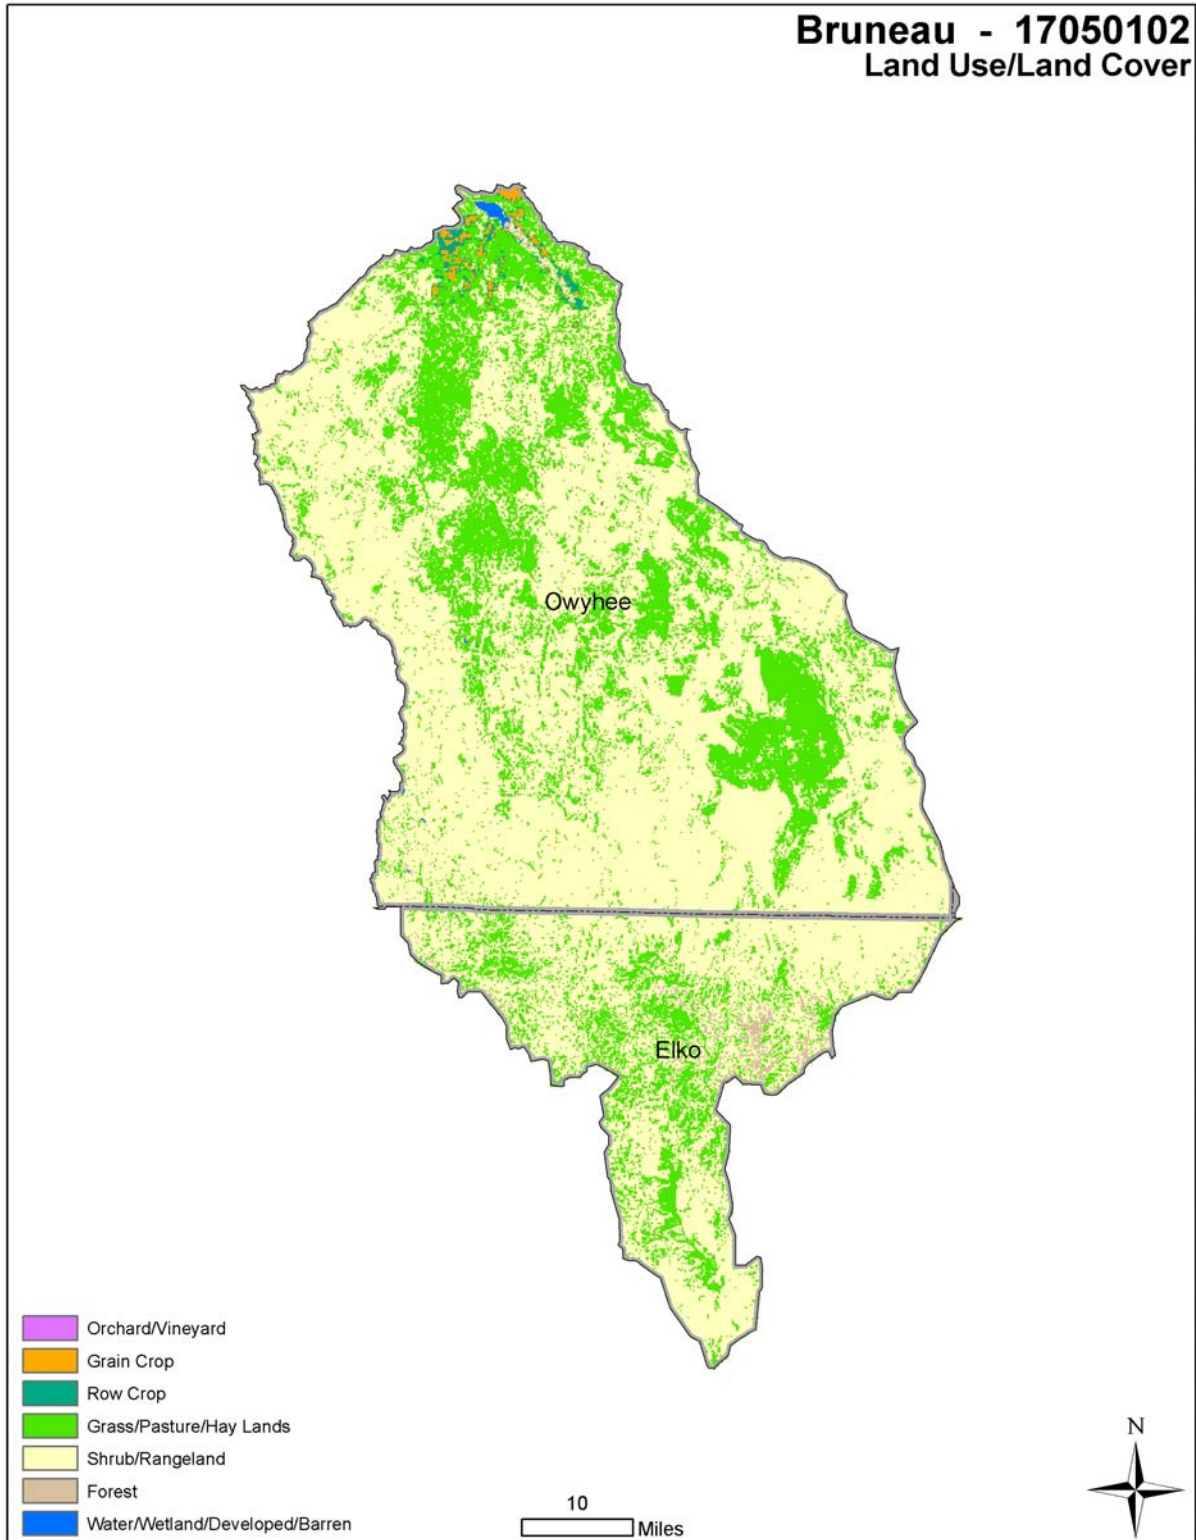 Bruneau - 17050102
Land Use/Land Cover
Owyhee
Elko
Orchard/Vineyard
Grain Crop
Row Crop
Grass/Pasture/Hay Lands
Shrub/Rangeland
Forest
Water/Wetland/Developed/Barren
10
Miles
N